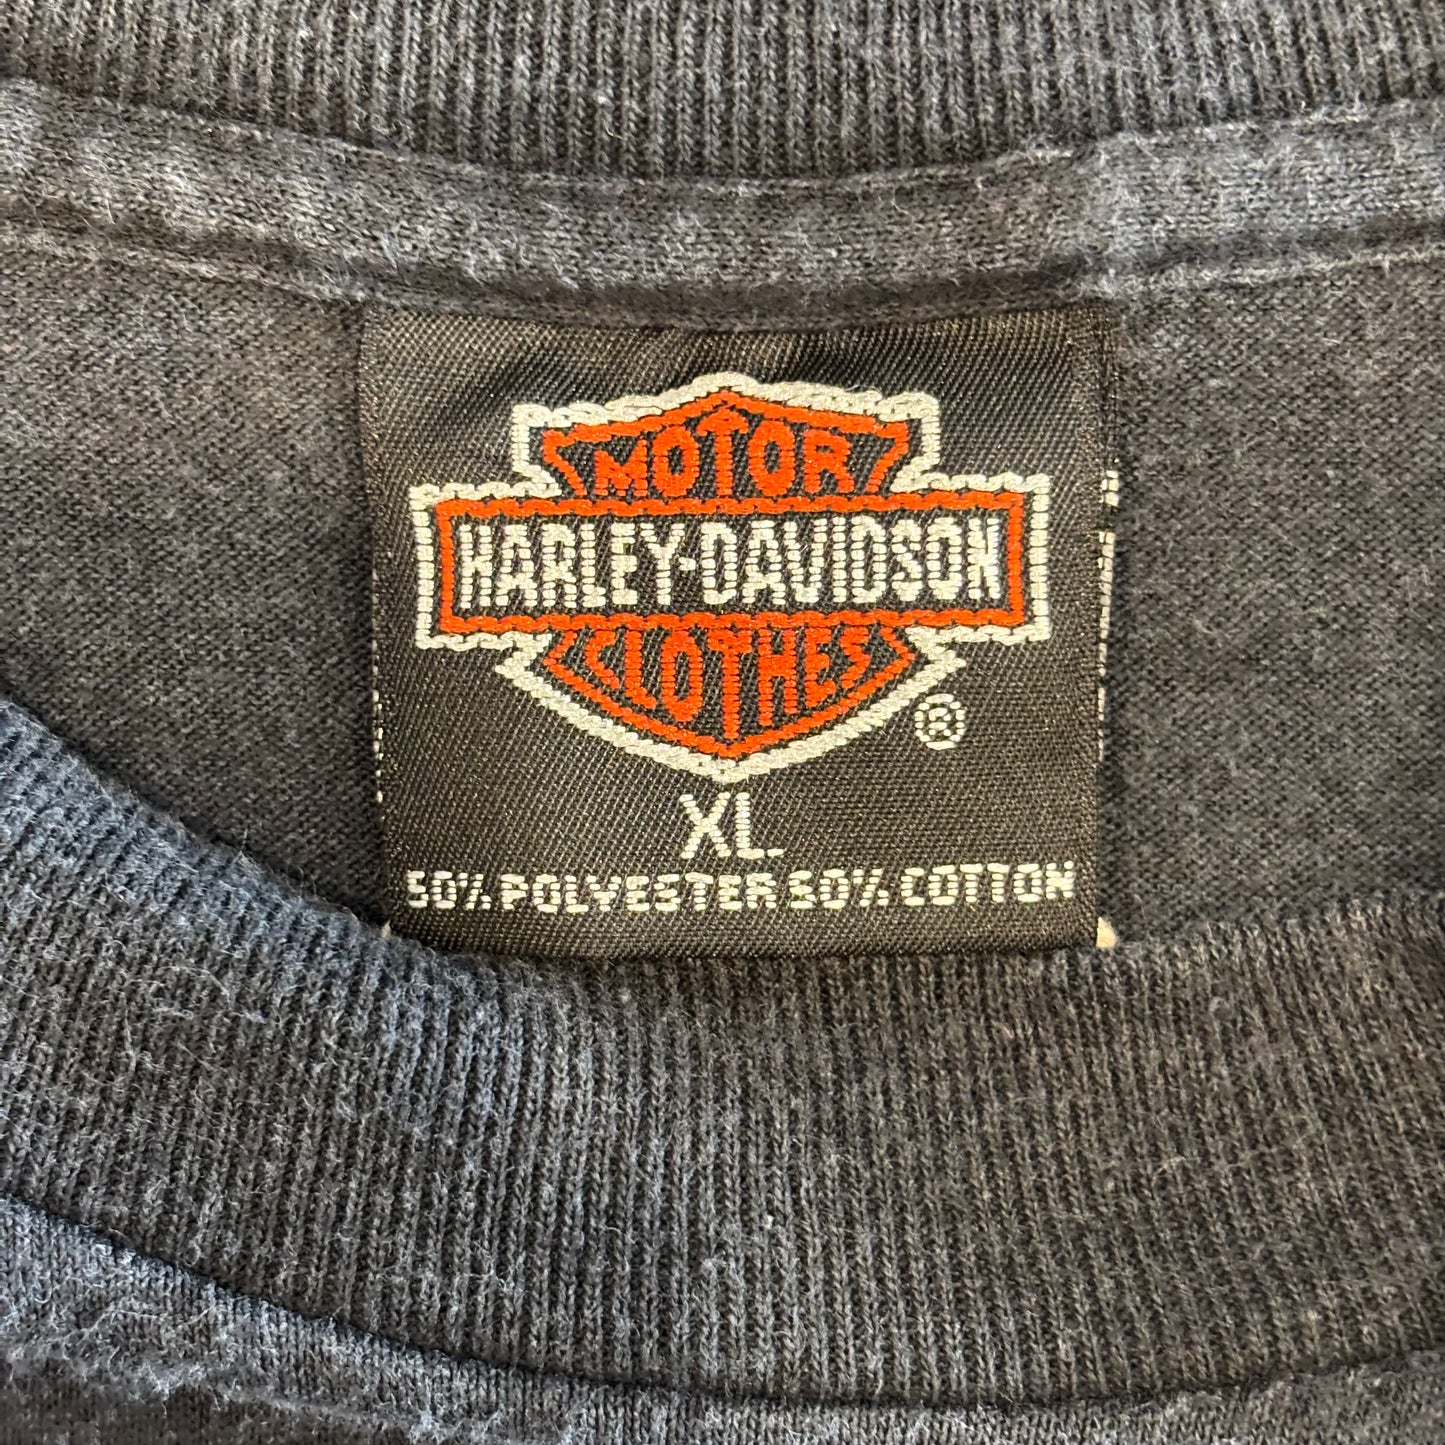 MOTOR
HARLEY-DAVIDSON
CLOTHES
®
XL
50% POLYESTER 50% COTTON